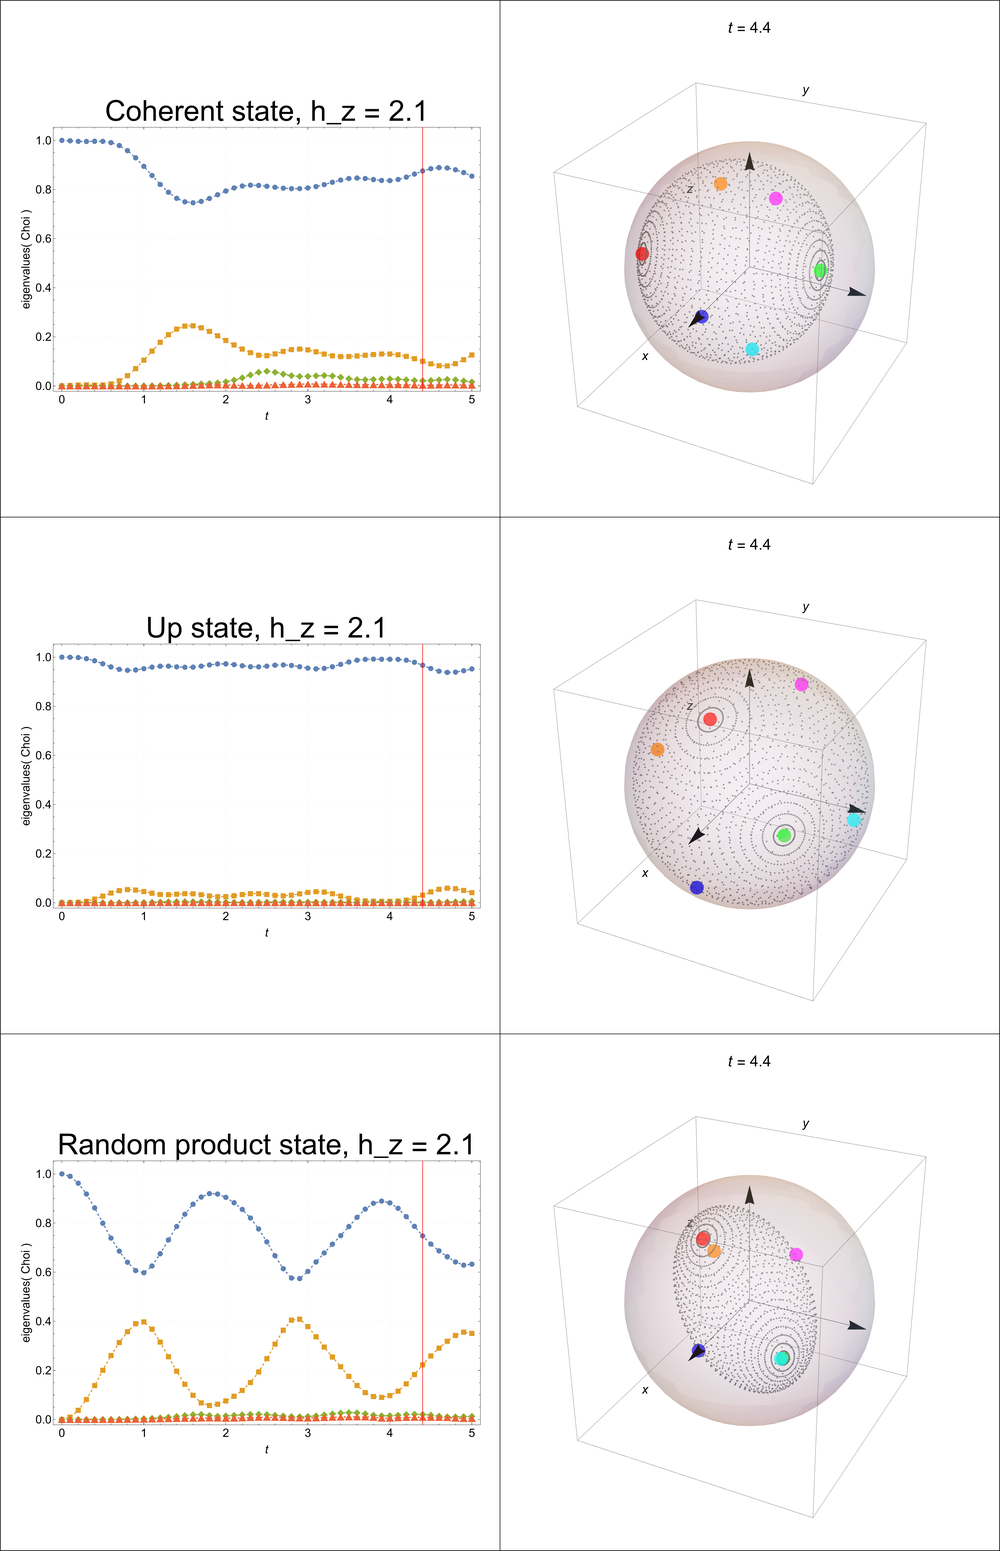 t = 4.4
y
Coherent state, h_z = 2.1
1.0
z
0.8
eigenvalues( Choi )
0.6
0.4
0.2
x
0.0
0 1 2 3 4 5
t
t = 4.4
y
Up state, h_z = 2.1
1.0
z
0.8
eigenvalues( Choi )
0.6
0.4
0.2
x
0.0
0 1 2 3 4 5
t
t = 4.4
y
Random product state, h_z = 2.1
1.0
z
0.8
eigenvalues( Choi )
0.6
0.4
0.2
x
0.0
0 1 2 3 4 5
t